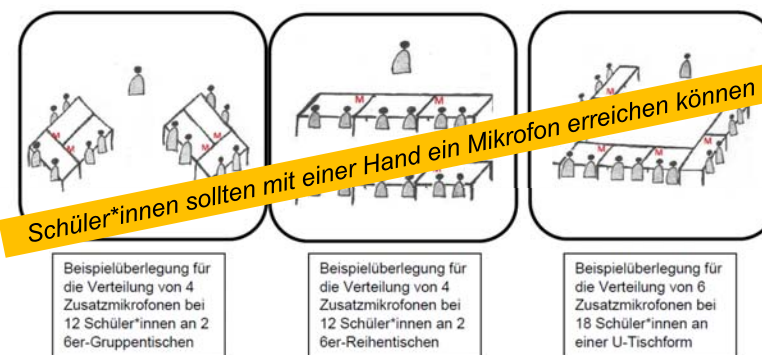 M
M
M
M
M
M
M
M
M
M
M
M
Schüler*innen sollten mit einer Hand ein Mikrofon erreichen können
Beispielüberlegung für
die Verteilung von 4
Zusatzmikrofonen bei
12 Schüler*innen an 2
6er-Gruppentischen
Beispielüberlegung für
die Verteilung von 4
Zusatzmikrofonen bei
12 Schüler*innen an 2
6er-Reihentischen
Beispielüberlegung für
die Verteilung von 6
Zusatzmikrofonen bei
18 Schüler*innen an
einer U-Tischform